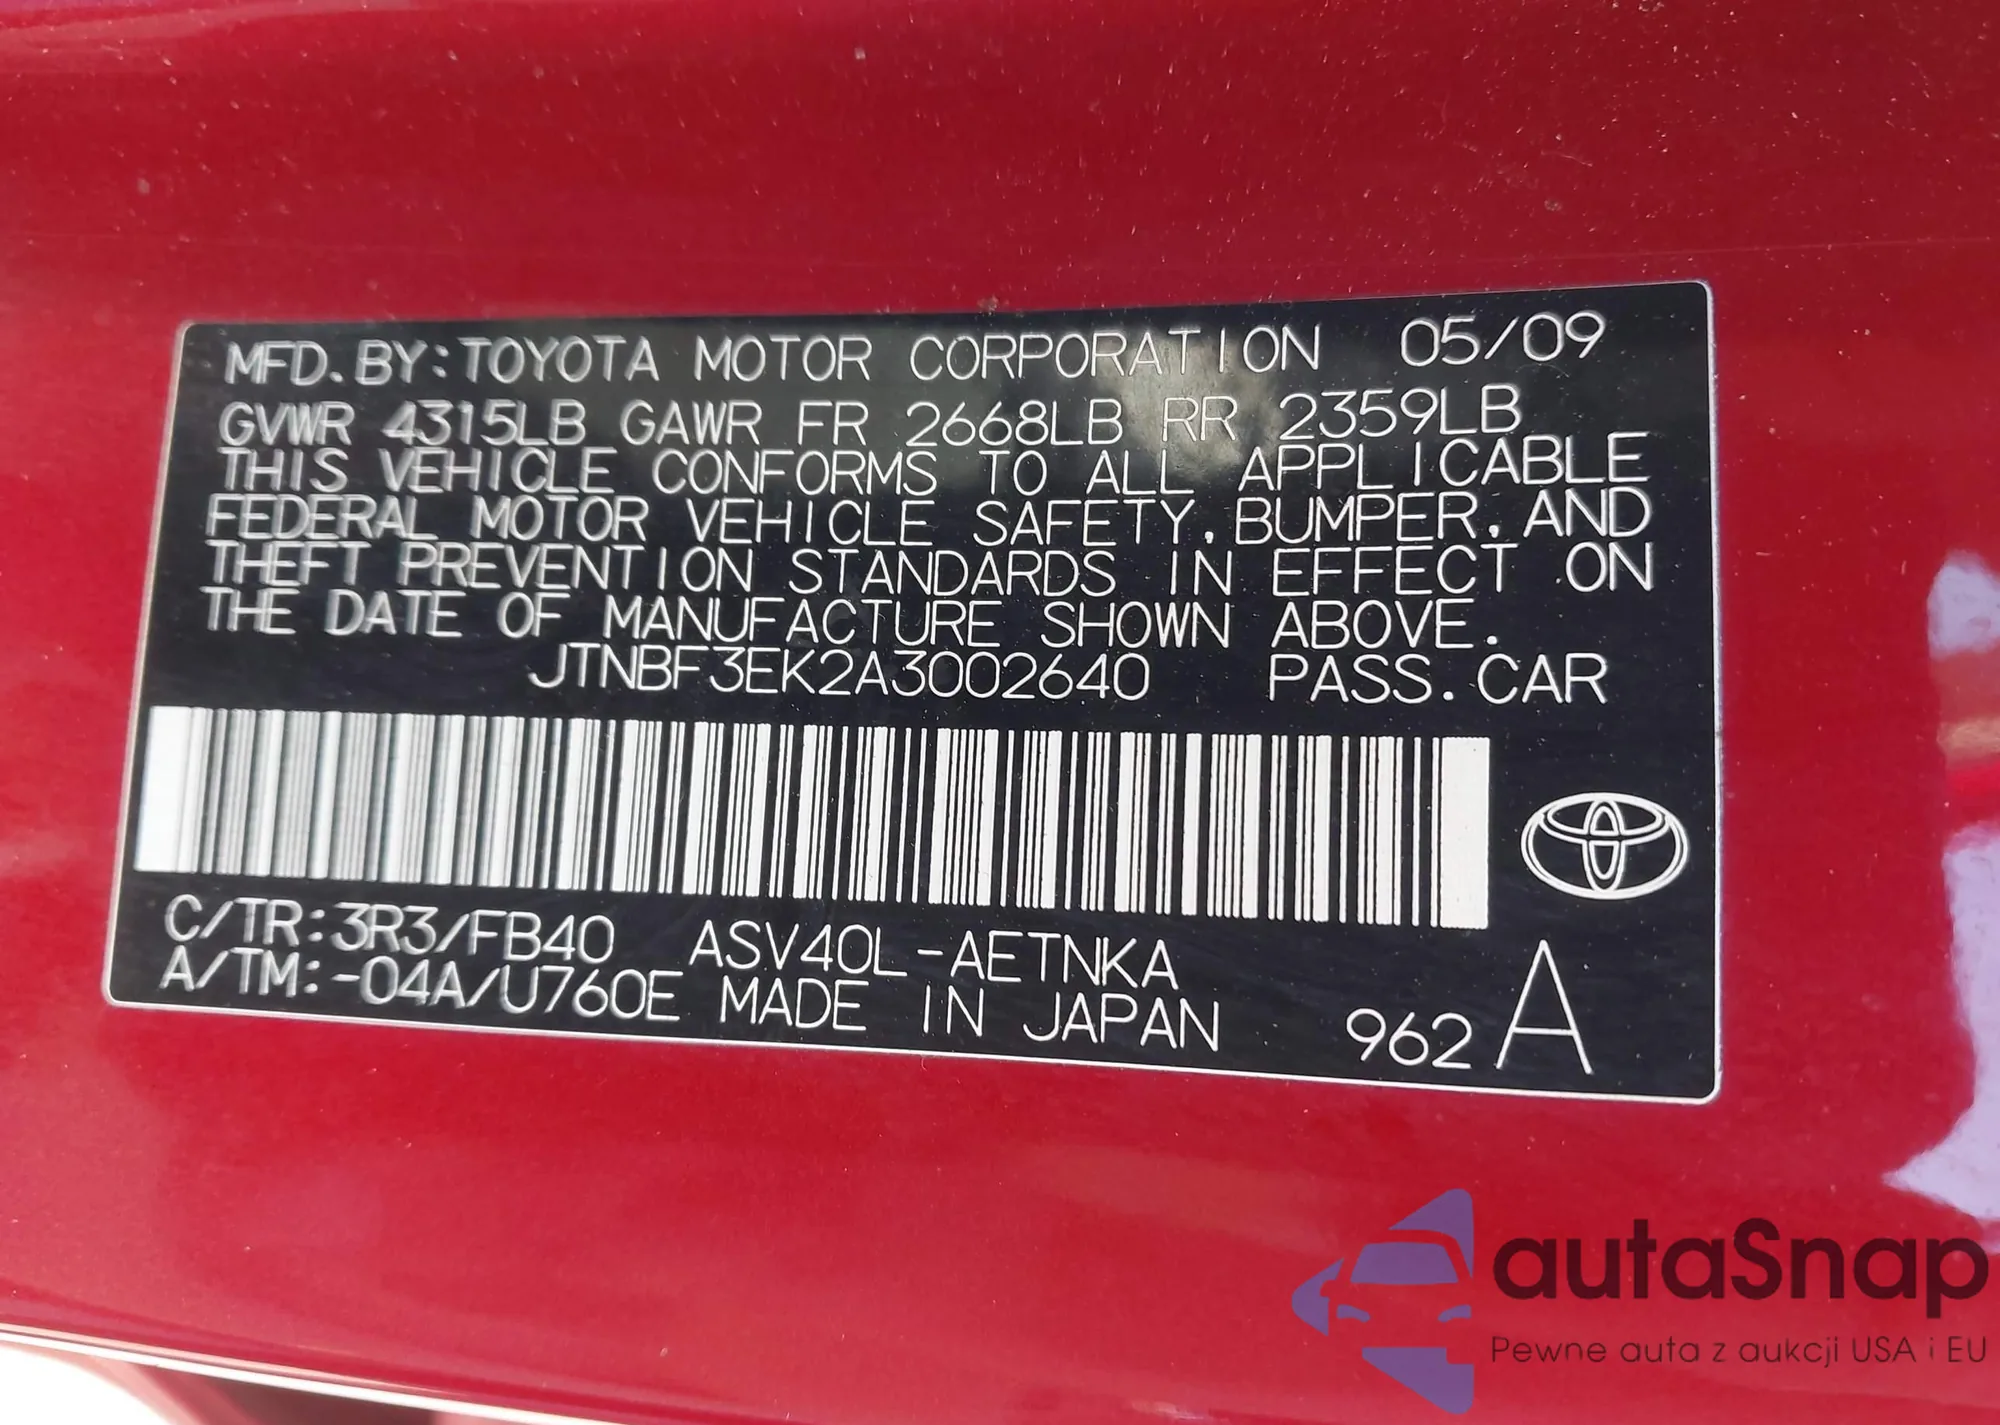 MFD. BY: TOYOTA MOTOR CORPORATION 05/09
GVWR 4315LB GAWR FR 2668LB RR 2359LB
THIS VEHICLE CONFORMS TO ALL APPLICABLE
FEDERAL MOTOR VEHICLE SAFETY, BUMPER, AND
THEFT PREVENTION STANDARDS IN EFFECT ON
THE DATE OF MANUFACTURE SHOWN ABOVE.
JTNBF3EK2A3002640 PASS. CAR
C/TR: 3R3/FB40 ASV40L-AETNKA
A/TM: -04A/U760E MADE IN JAPAN 962 A
autaSnap
Pewne auta z aukcji USA i EU